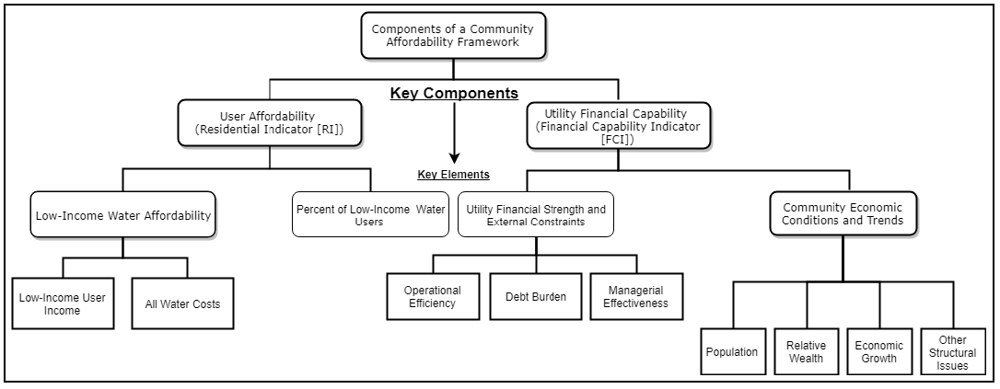 Components of a Community
Affordability Framework
Key Components
User Affordability
(Residential Indicator [RI])
Utility Financial Capability
(Financial Capability Indicator
[FCI])
Key Elements
Low-Income Water Affordability
Percent of Low-Income Water
Users
Utility Financial Strength and
External Constraints
Community Economic
Conditions and Trends
Low-Income User
Income
All Water Costs
Operational
Efficiency
Debt Burden
Managerial
Effectiveness
Population
Relative
Wealth
Economic
Growth
Other
Structural
Issues